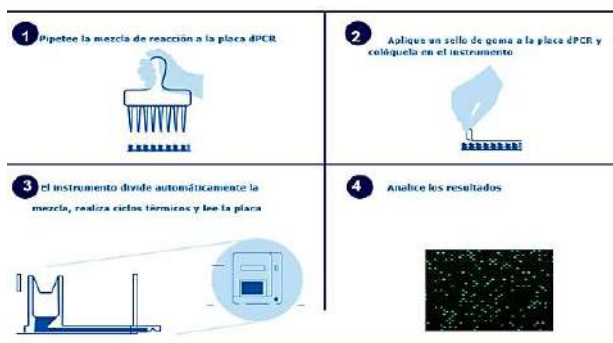 1
Pipetee la mezcla de reacción a la placa dPCR
2
Aplique un sello de goma a la placa dPCR y
colóquela en el instrumento
3
El instrumento divide automáticamente la
mezcla, realiza ciclos térmicos y lee la placa
4
Analice los resultados